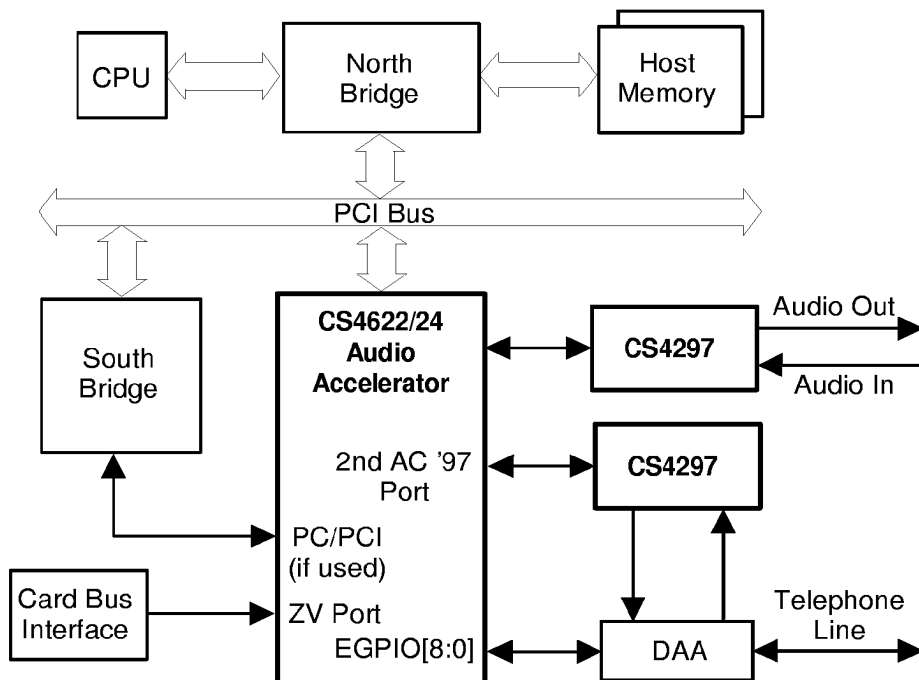 CPU
North
Bridge
Host
Memory
PCI Bus
South
Bridge
CS4622/24
Audio
Accelerator
CS4297
Audio Out
Audio In
2nd AC '97
Port
CS4297
PC/PCI
(if used)
Card Bus
Interface
ZV Port
EGPIO[8:0]
DAA
Telephone
Line